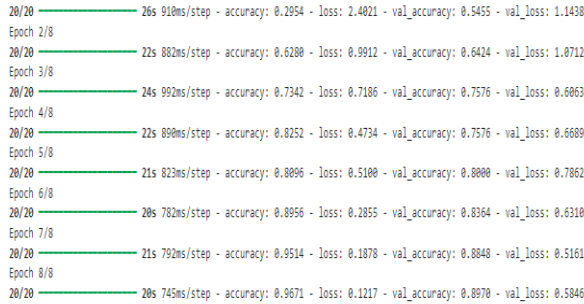 20/20 ━━━━━━━━━━━━━━━━━━━━ 26s 910ms/step - accuracy: 0.2954 - loss: 2.4021 - val_accuracy: 0.5455 - val_loss: 1.1438
Epoch 2/8
20/20 ━━━━━━━━━━━━━━━━━━━━ 22s 882ms/step - accuracy: 0.6280 - loss: 0.9912 - val_accuracy: 0.6424 - val_loss: 1.0712
Epoch 3/8
20/20 ━━━━━━━━━━━━━━━━━━━━ 24s 992ms/step - accuracy: 0.7342 - loss: 0.7186 - val_accuracy: 0.7576 - val_loss: 0.6063
Epoch 4/8
20/20 ━━━━━━━━━━━━━━━━━━━━ 22s 890ms/step - accuracy: 0.8252 - loss: 0.4734 - val_accuracy: 0.7576 - val_loss: 0.6689
Epoch 5/8
20/20 ━━━━━━━━━━━━━━━━━━━━ 21s 823ms/step - accuracy: 0.8096 - loss: 0.5100 - val_accuracy: 0.8000 - val_loss: 0.7862
Epoch 6/8
20/20 ━━━━━━━━━━━━━━━━━━━━ 20s 782ms/step - accuracy: 0.8956 - loss: 0.2855 - val_accuracy: 0.8364 - val_loss: 0.6310
Epoch 7/8
20/20 ━━━━━━━━━━━━━━━━━━━━ 21s 792ms/step - accuracy: 0.9514 - loss: 0.1878 - val_accuracy: 0.8848 - val_loss: 0.5161
Epoch 8/8
20/20 ━━━━━━━━━━━━━━━━━━━━ 20s 745ms/step - accuracy: 0.9671 - loss: 0.1217 - val_accuracy: 0.8970 - val_loss: 0.5846